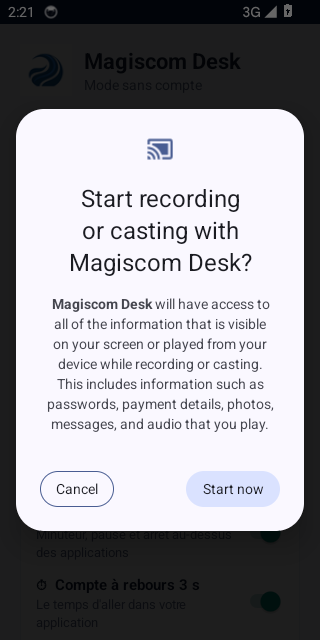 2:21
3G
Magiscom Desk
Mode sans compte
Start recording
or casting with
Magiscom Desk?
Magiscom Desk will have access to
all of the information that is visible
on your screen or played from your
device while recording or casting.
This includes information such as
passwords, payment details, photos,
messages, and audio that you play.
Cancel
Start now
Minuteur, pause et arrêt au-dessus
des applications
Compte à rebours 3 s
Le temps d'aller dans votre
application